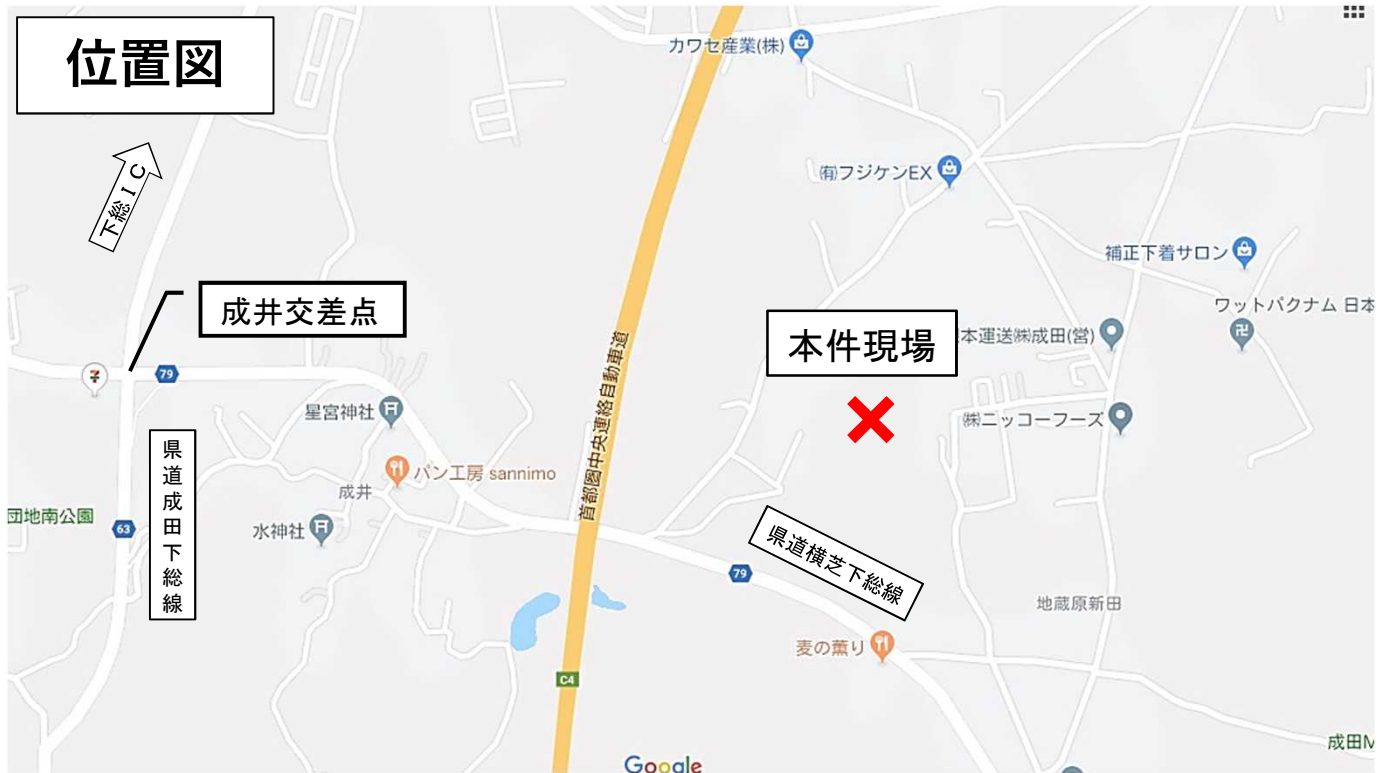 位置図
カワセ産業(株)
下総IC
(有)フジケンEX
補正下着サロン
ワットパクナム 日本
成井交差点
本件現場
本運送㈱成田(営)
79
星宮神社
㈱ニッコーフーズ
首都圏中央連絡自動車道
県道成田下総線
パン工房 sannimo
成井
団地南公園
63
水神社
県道横芝下総線
79
地蔵原新田
麦の薫り
C4
成田M
Google